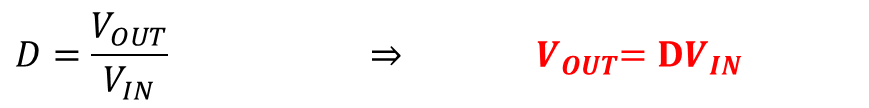 D = V_OUT / V_IN ⇒ V_OUT = DV_IN